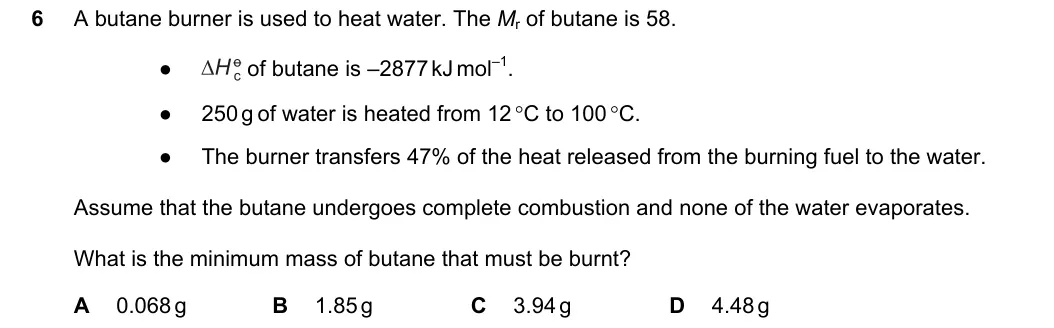 6 A butane burner is used to heat water. The Mr of butane is 58.
• ΔH⦵c of butane is –2877 kJ mol–1.
• 250 g of water is heated from 12 °C to 100 °C.
• The burner transfers 47% of the heat released from the burning fuel to the water.
Assume that the butane undergoes complete combustion and none of the water evaporates.
What is the minimum mass of butane that must be burnt?
A 0.068 g B 1.85 g C 3.94 g D 4.48 g